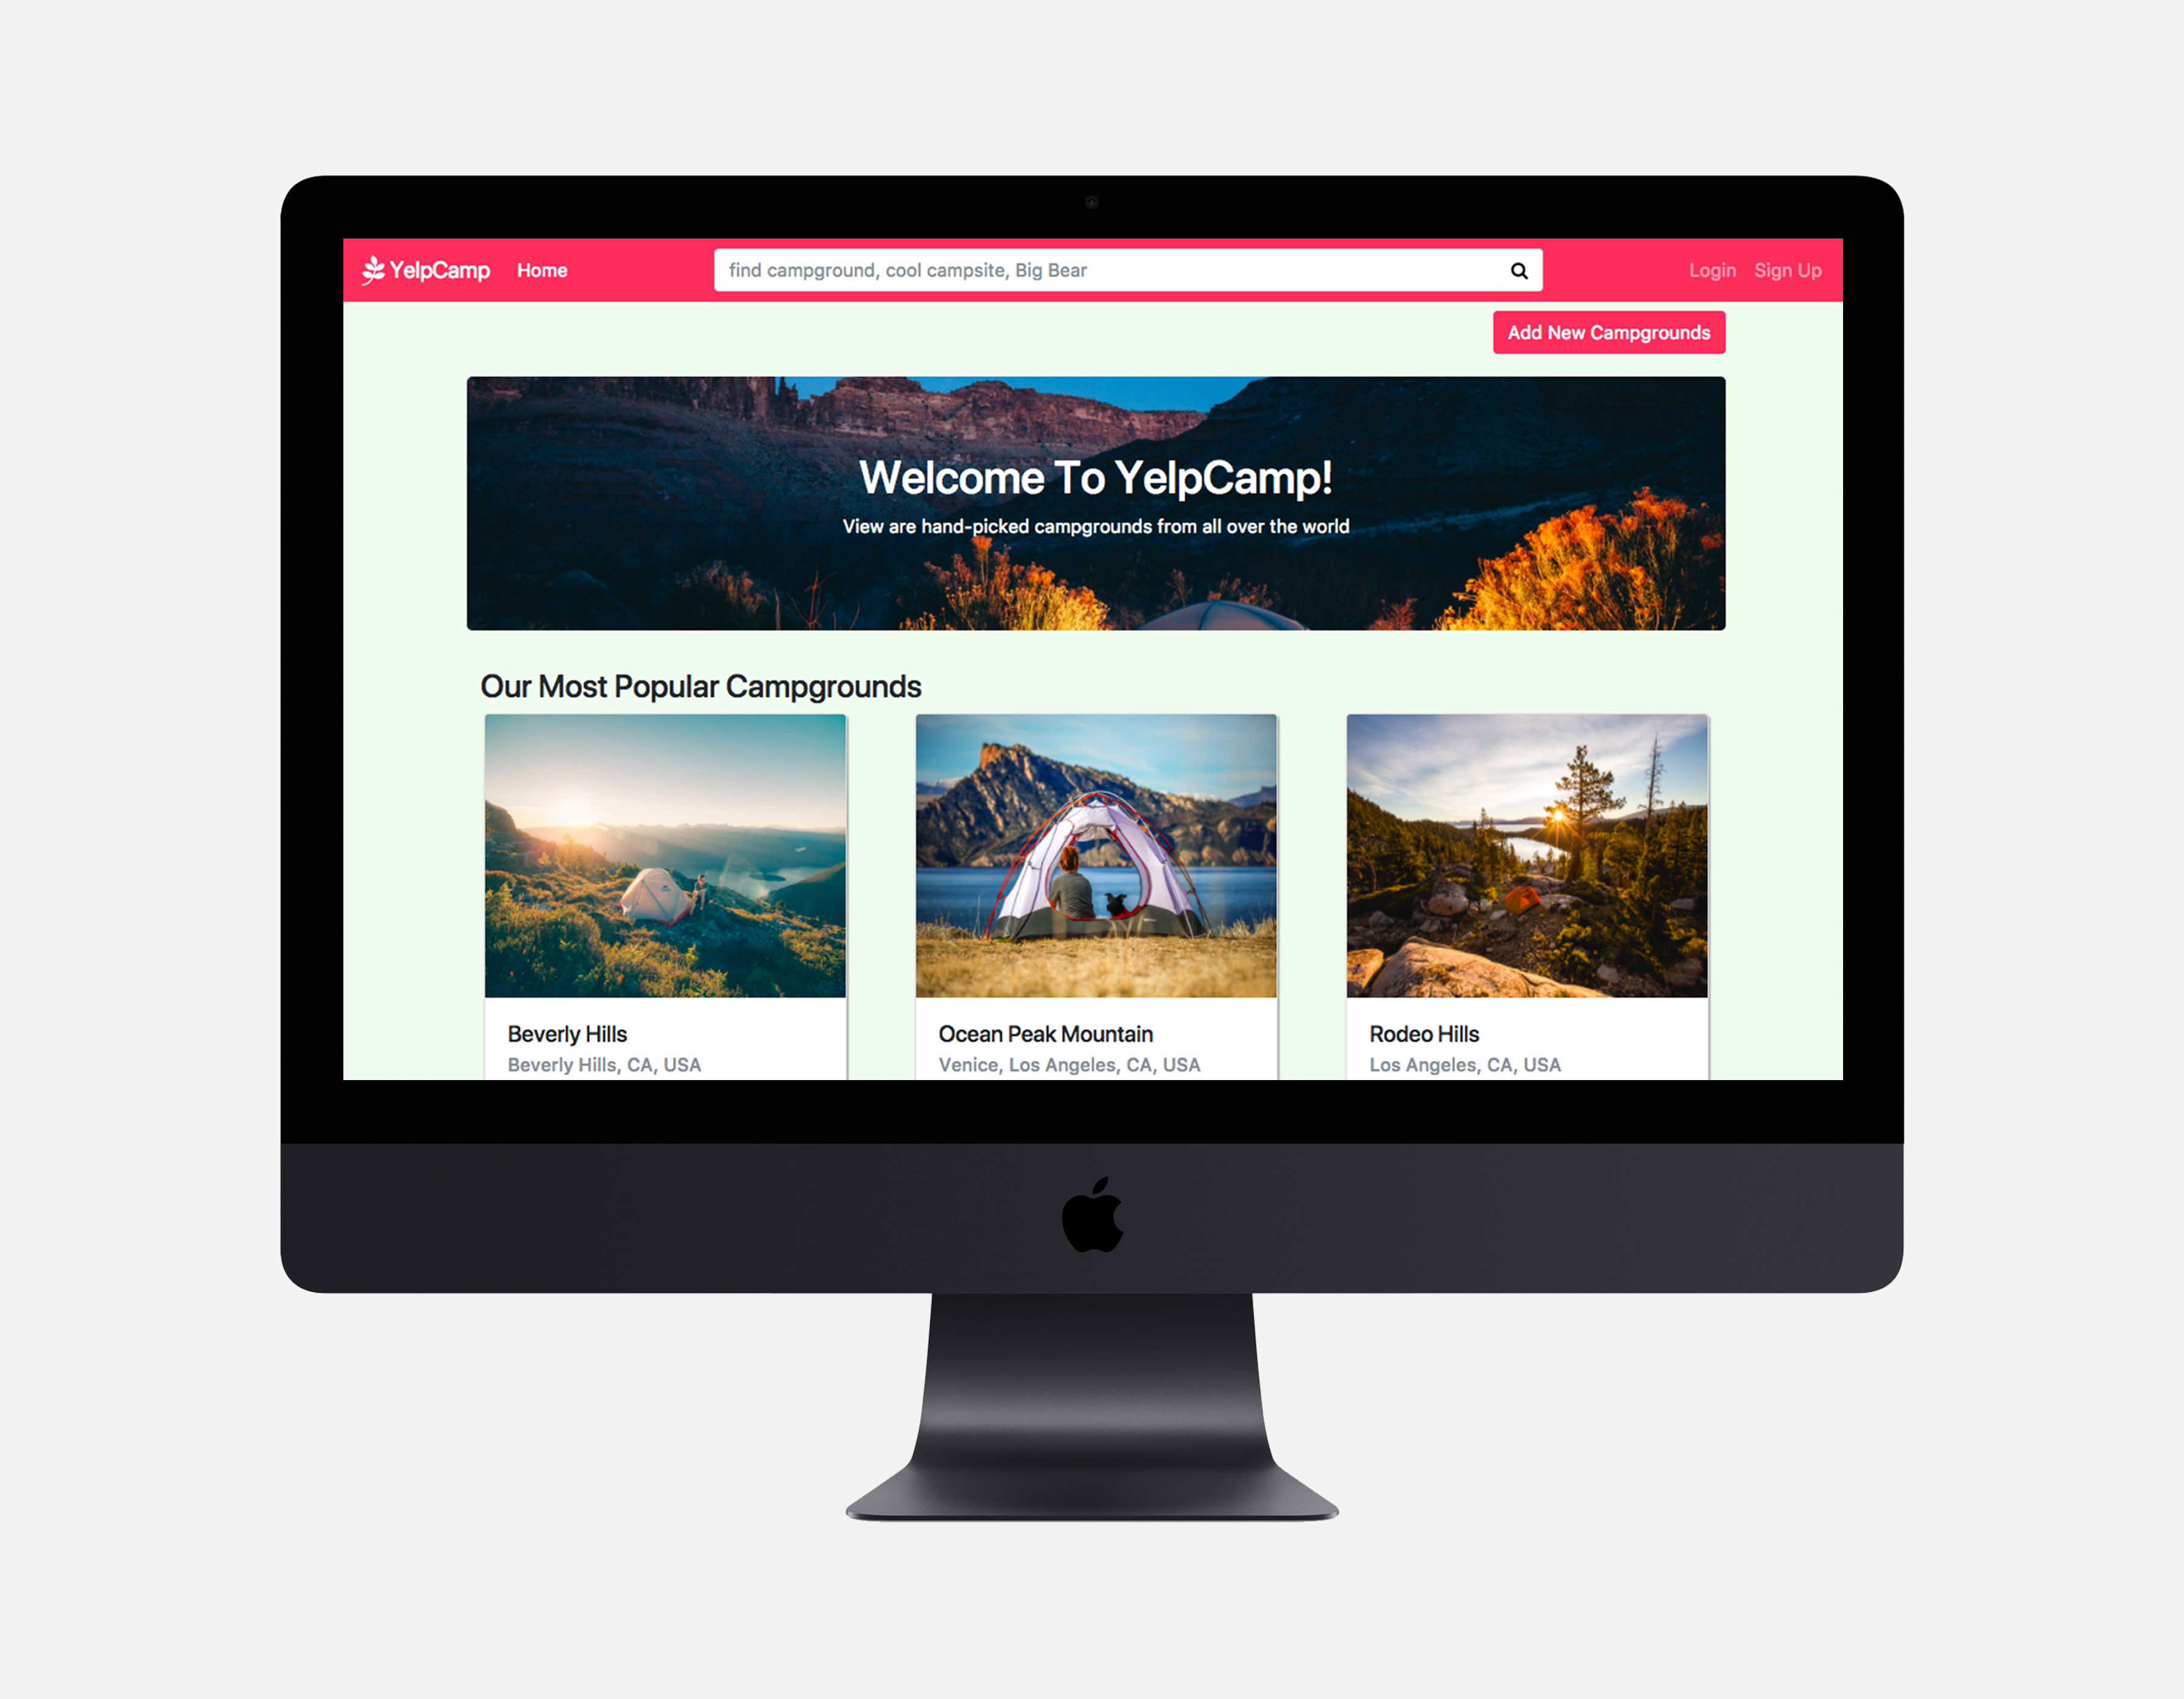 YelpCamp Home find campground, cool campsite, Big Bear Login Sign Up
Add New Campgrounds
Welcome To YelpCamp!
View are hand-picked campgrounds from all over the world
Our Most Popular Campgrounds
Beverly Hills
Beverly Hills, CA, USA
Ocean Peak Mountain
Venice, Los Angeles, CA, USA
Rodeo Hills
Los Angeles, CA, USA